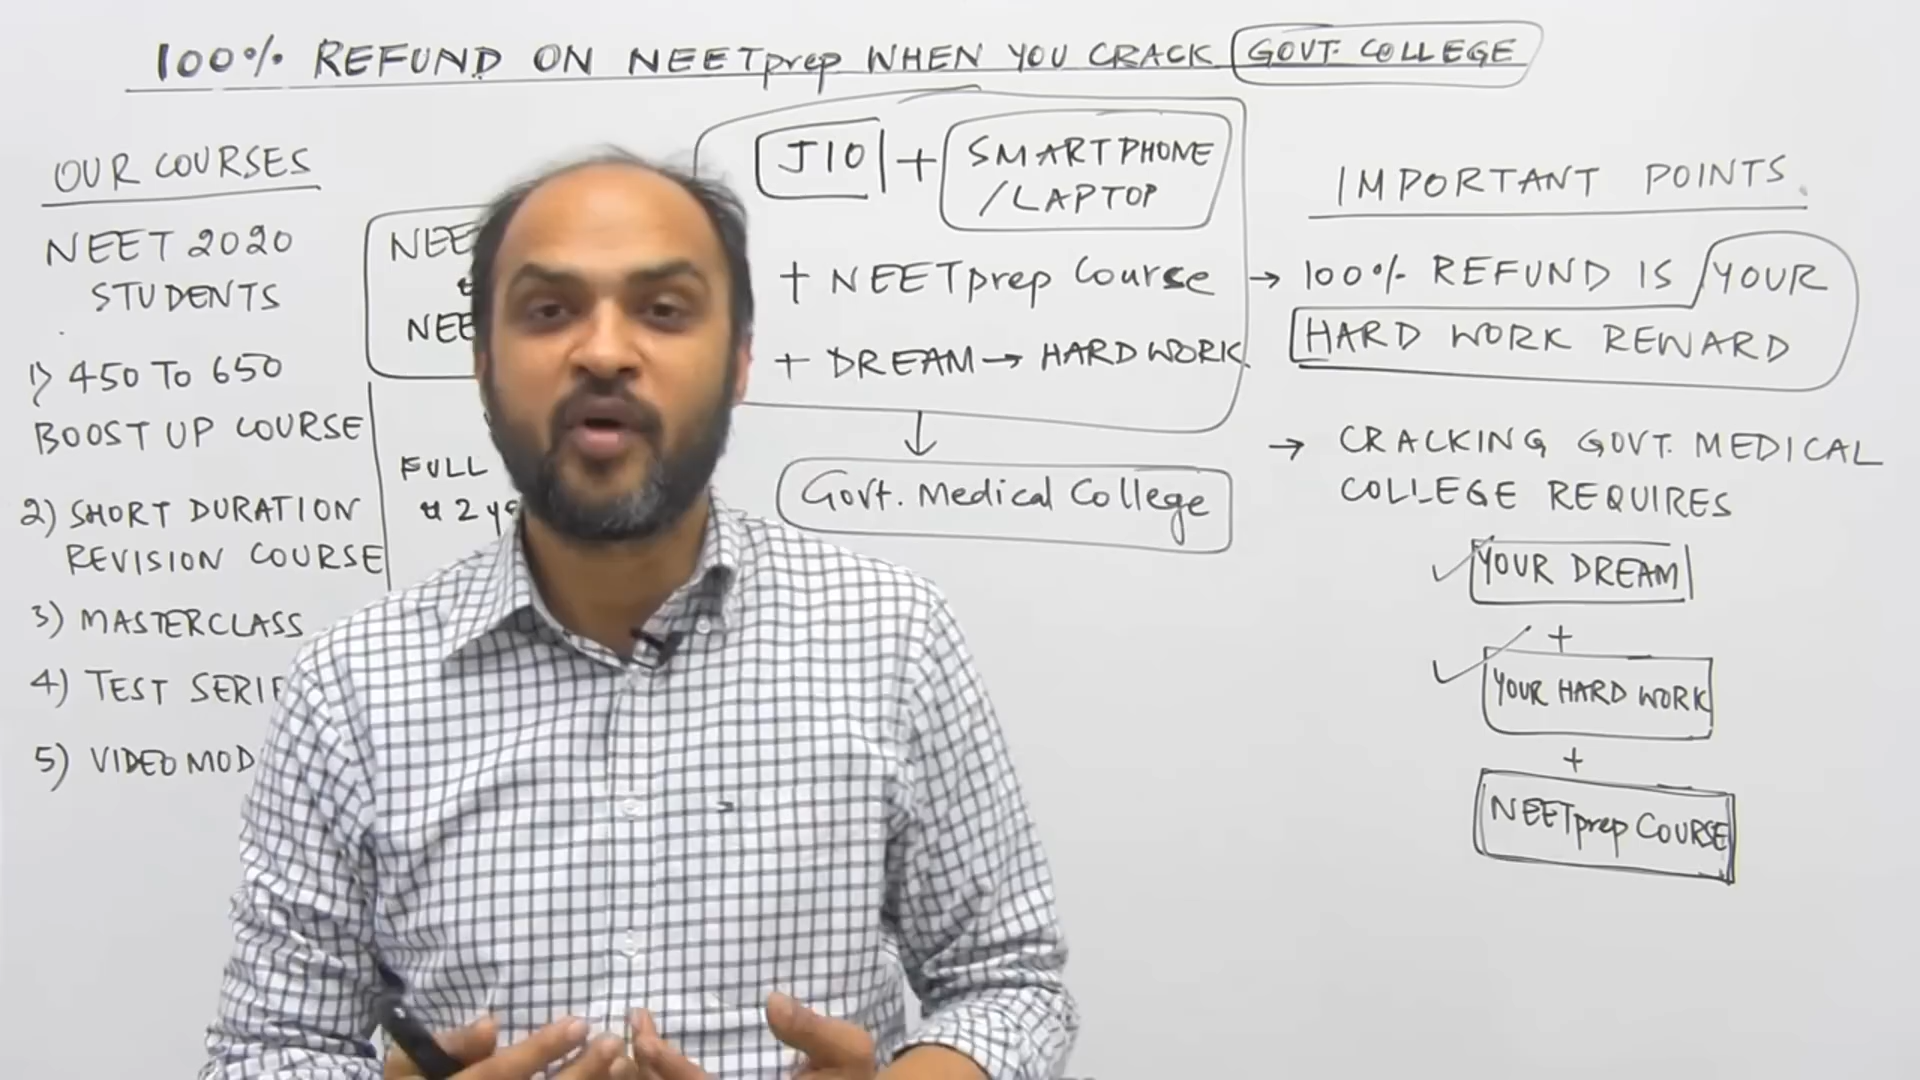 100% REFUND ON NEETprep WHEN YOU CRACK GOVT. COLLEGE
OUR COURSES
NEET 2020
STUDENTS
1) 450 TO 650
BOOST UP COURSE
2) SHORT DURATION
REVISION COURSE
3) MASTERCLASS
4) TEST
5) VIDEO
FULL
2
JIO + SMARTPHONE
/LAPTOP
+ NEETprep Course
+ DREAM → HARD WORK
↓
Govt. Medical College
IMPORTANT POINTS.
→ 100% REFUND IS YOUR
HARD WORK REWARD
→ CRACKING GOVT. MEDICAL
COLLEGE REQUIRES
✓ YOUR DREAM
+
✓ YOUR HARD WORK
+
NEETprep COURSE